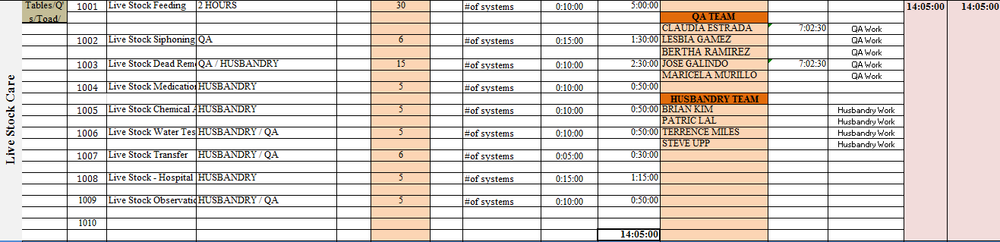 Tables/Q' 1001 Live Stock Feeding 2 HOURS 30 #of systems 0:10:00 5:00:00 14:05:00 14:05:00
s/Toad/ QA TEAM
CLAUDIA ESTRADA 7:02:30 QA Work
1002 Live Stock Siphoning QA 6 #of systems 0:15:00 1:30:00 LESBIA GAMEZ QA Work
BERTHA RAMIREZ QA Work
1003 Live Stock Dead Rem QA / HUSBANDRY 15 #of systems 0:10:00 2:30:00 JOSE GALINDO 7:02:30 QA Work
MARICELA MURILLO QA Work
1004 Live Stock Medicatio HUSBANDRY 5 #of systems 0:10:00 0:50:00
HUSBANDRY TEAM
1005 Live Stock Chemical A HUSBANDRY 5 #of systems 0:10:00 0:50:00 BRIAN KIM Husbandry Work
PATRIC LAL Husbandry Work
1006 Live Stock Water Tes HUSBANDRY / QA 5 #of systems 0:10:00 0:50:00 TERRENCE MILES Husbandry Work
STEVE UPP Husbandry Work
1007 Live Stock Transfer HUSBANDRY / QA 6 #of systems 0:05:00 0:30:00
1008 Live Stock - Hospital HUSBANDRY 5 #of systems 0:15:00 1:15:00
1009 Live Stock Observatio HUSBANDRY / QA 5 #of systems 0:10:00 0:50:00
1010
14:05:00
Live Stock Care